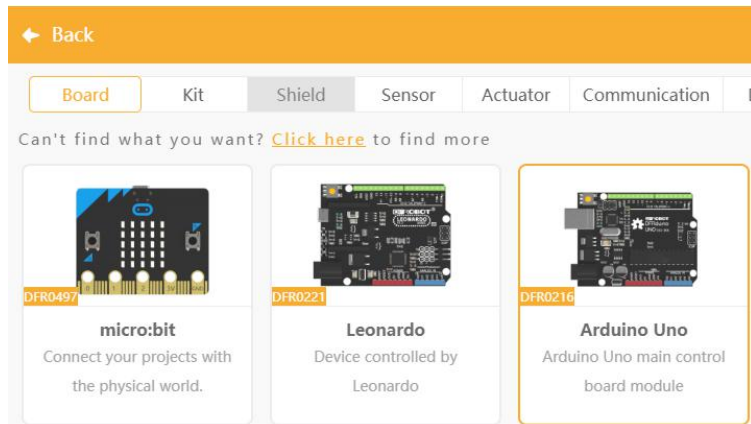 Back
Board Kit Shield Sensor Actuator Communication
Can't find what you want? Click here to find more
DFR0497 DFR0221 DFR0216
micro:bit Leonardo Arduino Uno
Connect your projects with Device controlled by Arduino Uno main control
the physical world. Leonardo board module